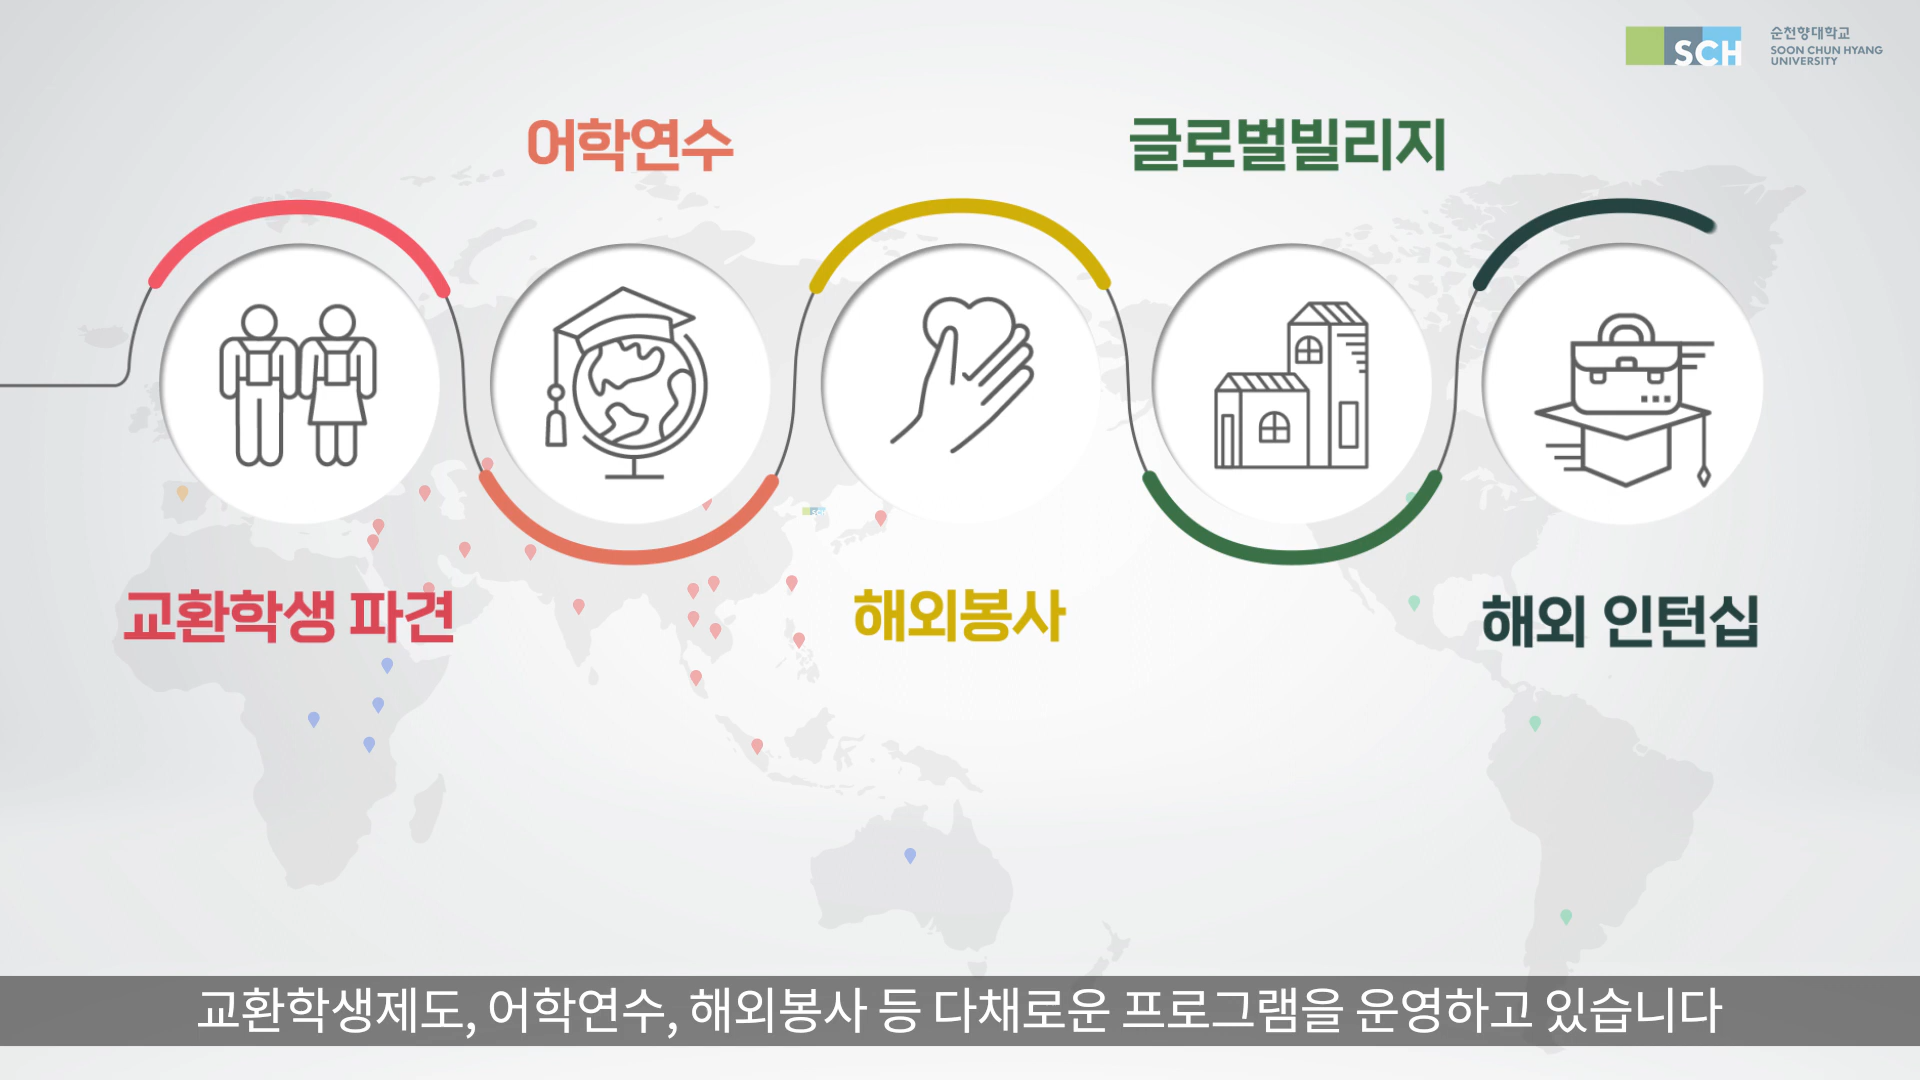 SCH
순천향대학교
SOON CHUN HYANG
UNIVERSITY
어학연수
글로벌빌리지
교환학생 파견
해외봉사
해외 인턴십
교환학생제도, 어학연수, 해외봉사 등 다채로운 프로그램을 운영하고 있습니다